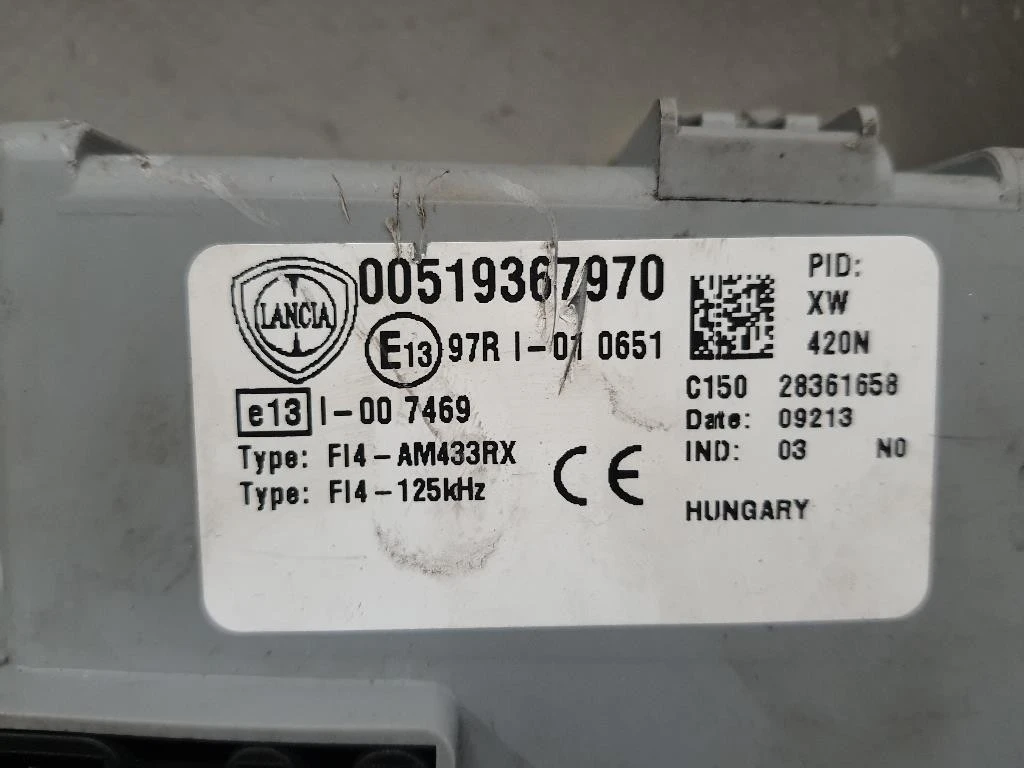 LANCIA
00519367970
E13 97R I-01 0651
e13 I-00 7469
Type: FI4-AM433RX
Type: FI4-125kHz
CE
PID:
XW
420N
C150 28361658
Date: 09213
IND: 03 N0
HUNGARY